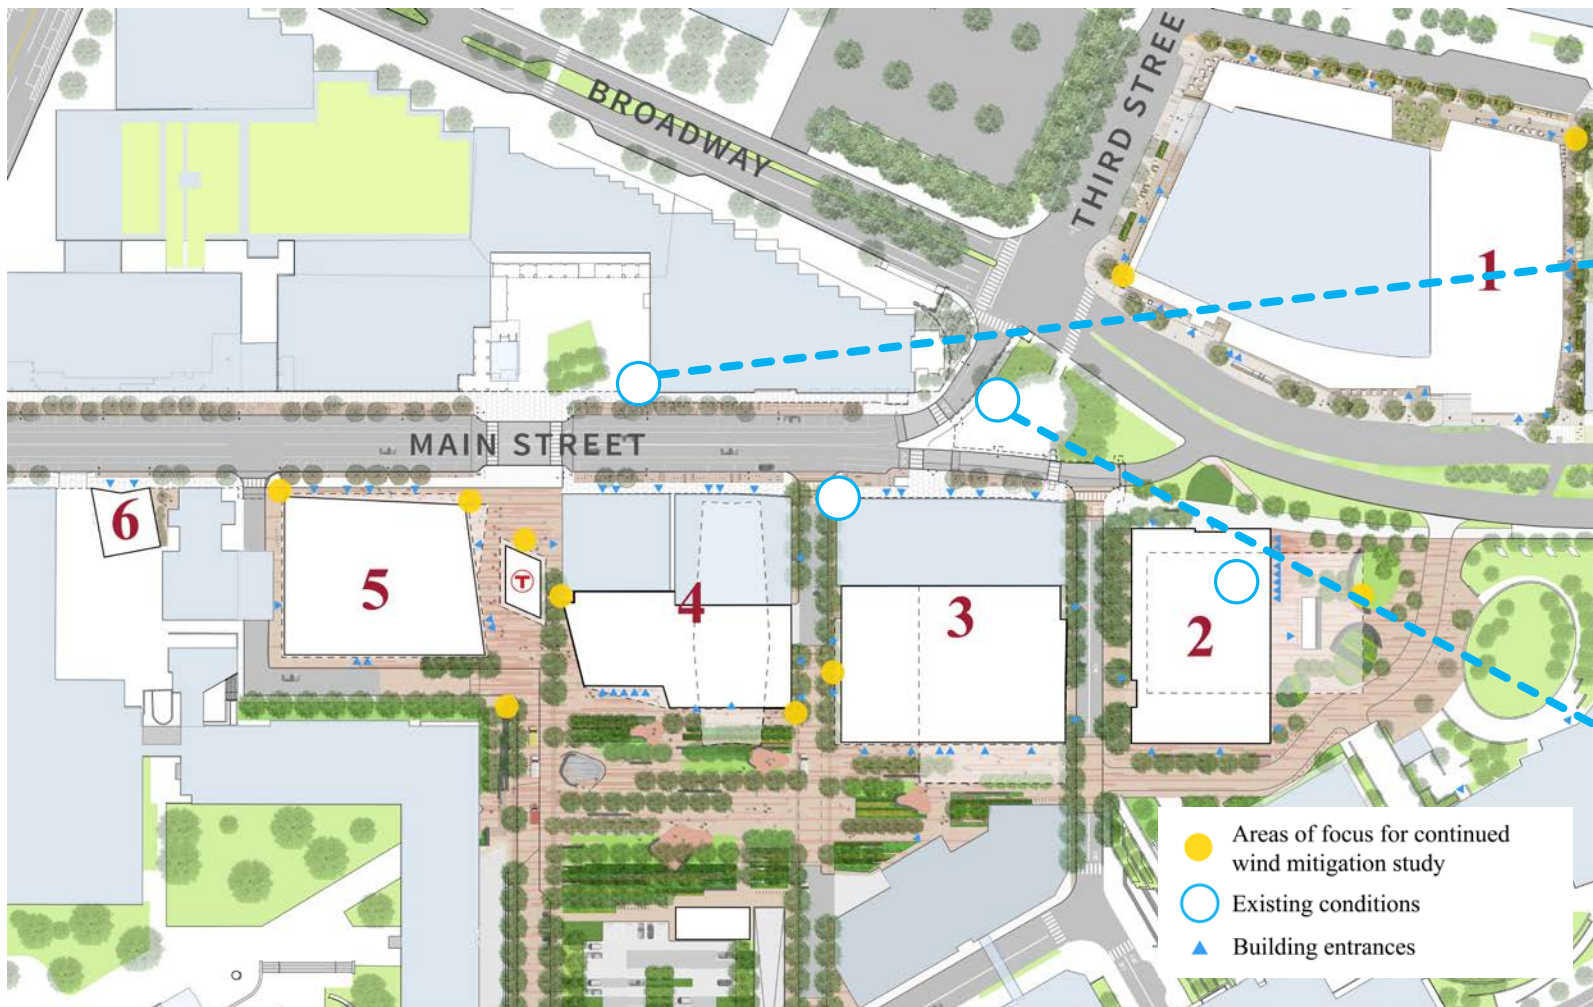 BROADWAY
THIRD STREE
1
MAIN STREET
6
5
T
4
3
2
Areas of focus for continued
wind mitigation study
Existing conditions
Building entrances